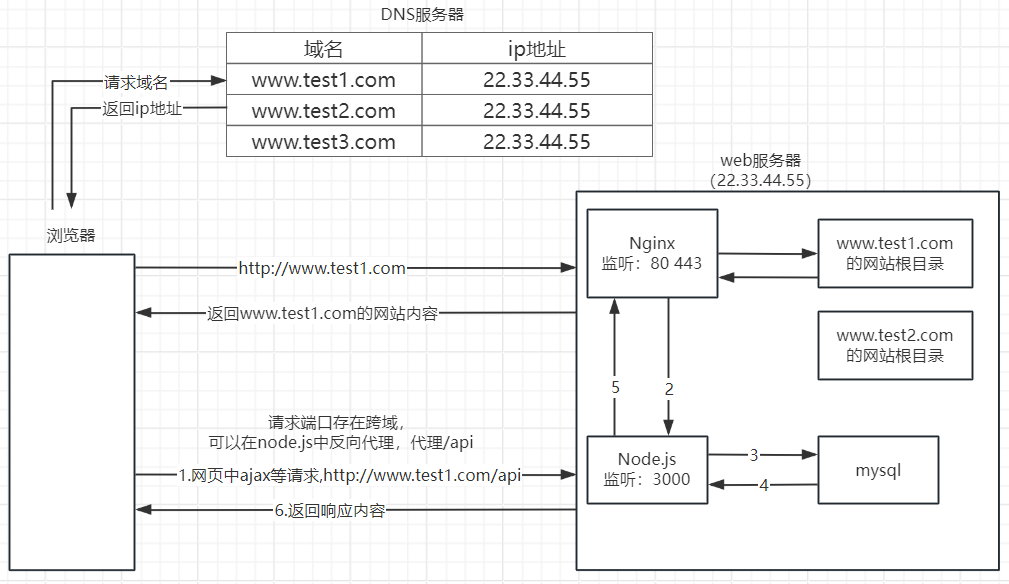 DNS服务器
域名 ip地址
www.test1.com 22.33.44.55
www.test2.com 22.33.44.55
www.test3.com 22.33.44.55
请求域名
返回ip地址
web服务器
(22.33.44.55)
浏览器
Nginx
监听：80 443
www.test1.com
的网站根目录
http://www.test1.com
返回www.test1.com的网站内容
www.test2.com
的网站根目录
5
2
请求端口存在跨域，
可以在node.js中反向代理，代理/api
1.网页中ajax等请求,http://www.test1.com/api
Node.js
监听：3000
3
4
mysql
6.返回响应内容